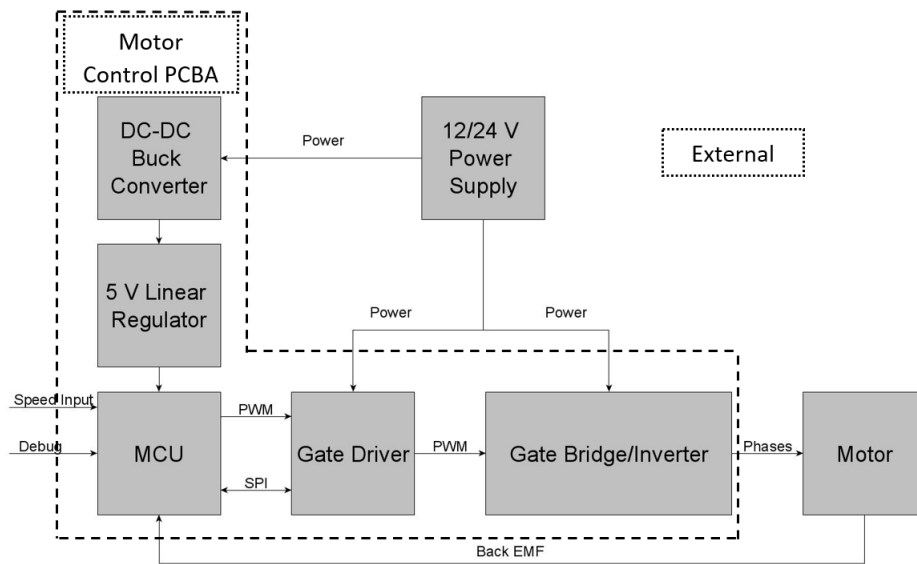 Motor
Control PCBA
DC-DC
Buck
Converter
Power
12/24 V
Power
Supply
External
5 V Linear
Regulator
Power
Power
Speed Input
Debug
MCU
PWM
SPI
Gate Driver
PWM
Gate Bridge/Inverter
Phases
Motor
Back EMF